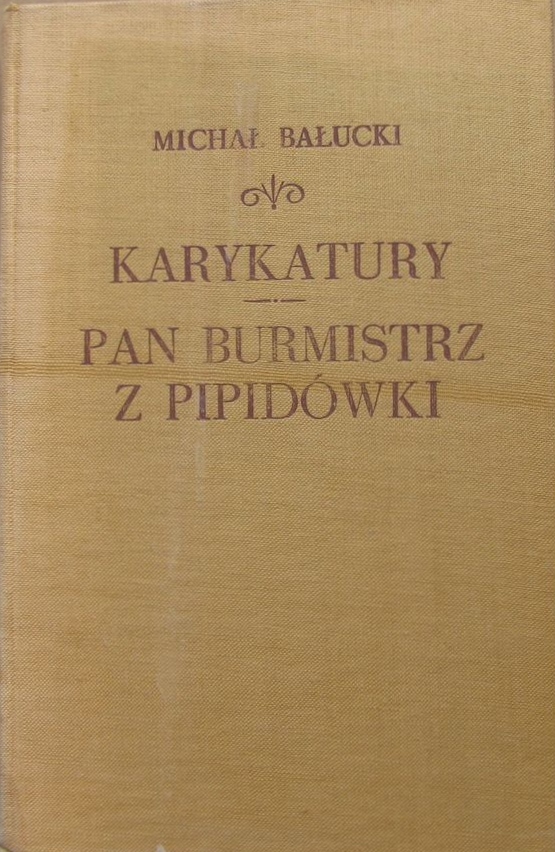 MICHAŁ BAŁUCKI
KARYKATURY
PAN BURMISTRZ
Z PIPIDÓWKI